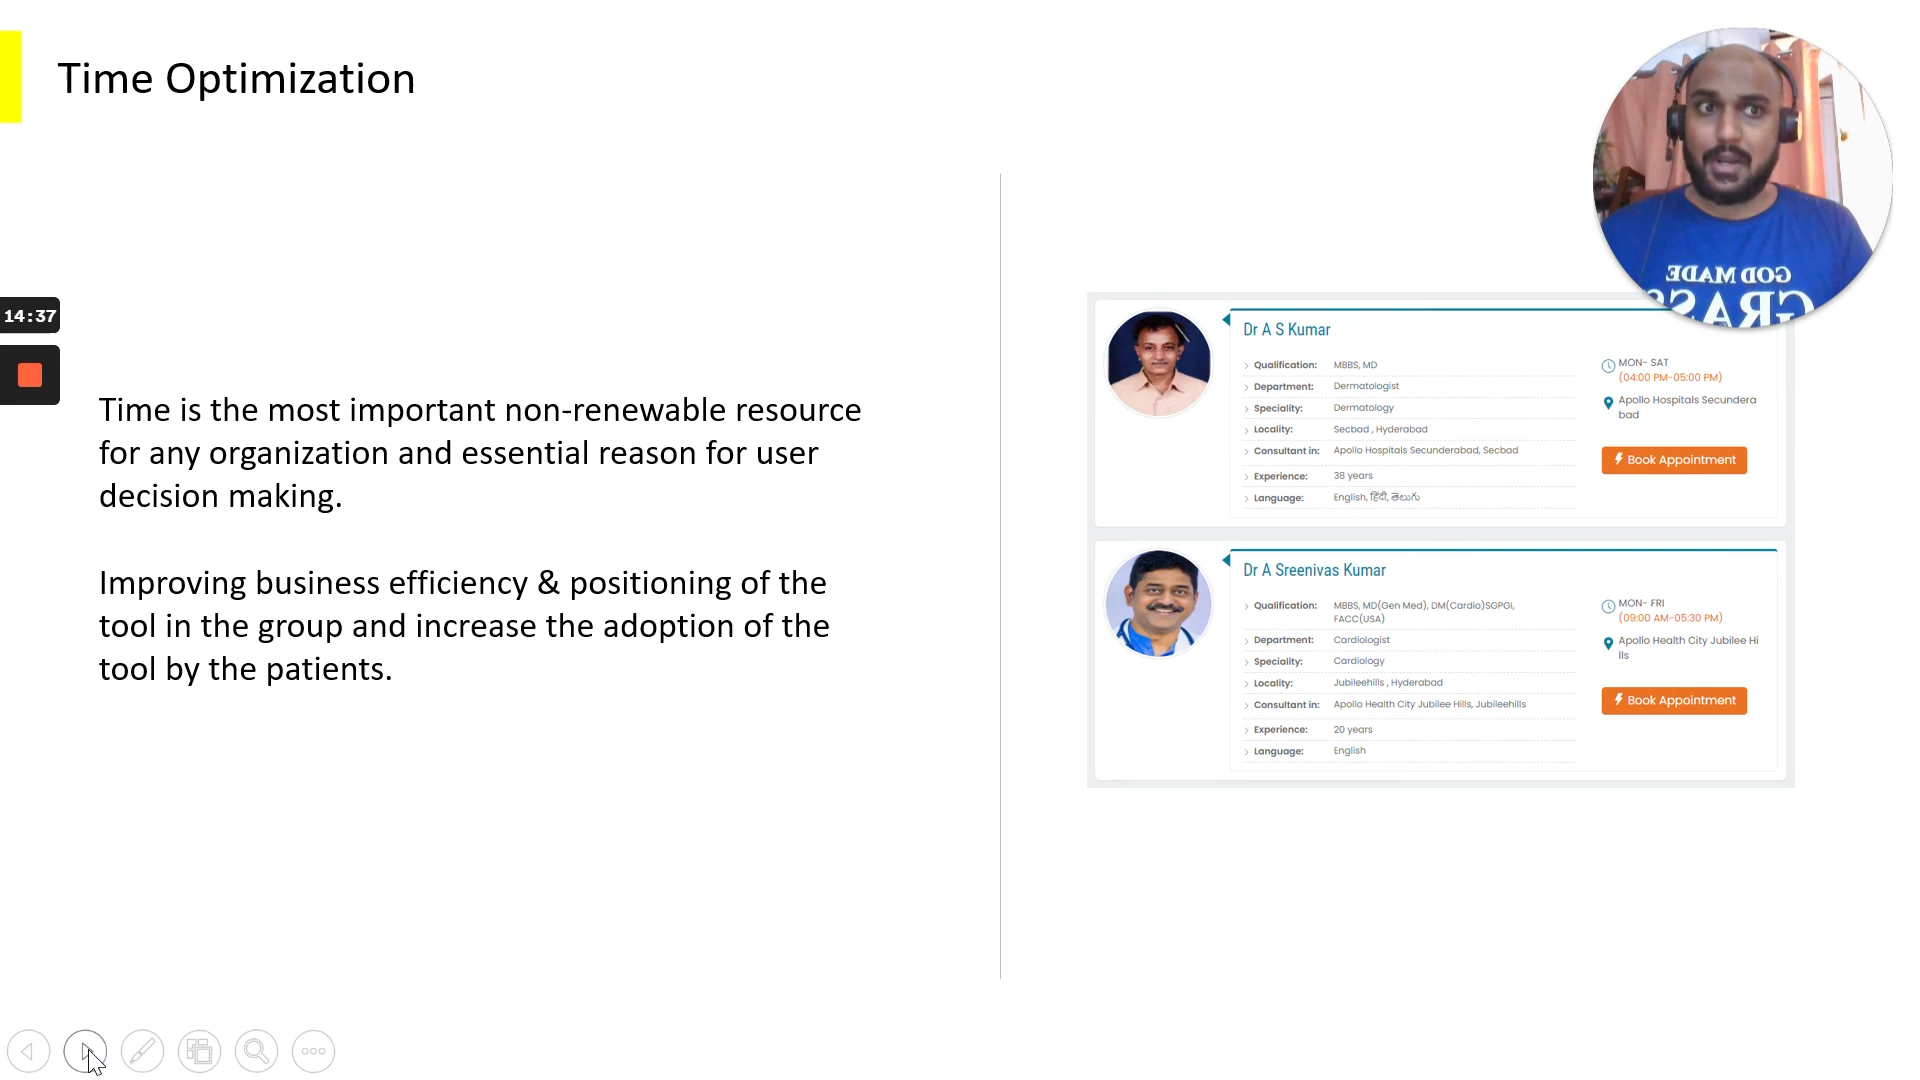 Time Optimization
GOD MADE
GRASS
14:37
Time is the most important non-renewable resource
for any organization and essential reason for user
decision making.
Improving business efficiency & positioning of the
tool in the group and increase the adoption of the
tool by the patients.
Dr A S Kumar
Qualification: MBBS, MD
Department: Dermatologist
Speciality: Dermatology
Locality: Secbad , Hyderabad
Consultant in: Apollo Hospitals Secunderabad, Secbad
Experience: 38 years
Language: English, हिंदी, తెలుగు
MON- SAT
(04:00 PM-05:00 PM)
Apollo Hospitals Secundera
bad
Book Appointment
Dr A Sreenivas Kumar
Qualification: MBBS, MD(Gen Med), DM(Cardio)SGPGI,
FACC(USA)
Department: Cardiologist
Speciality: Cardiology
Locality: Jubileehills , Hyderabad
Consultant in: Apollo Health City Jubilee Hills, Jubileehills
Experience: 20 years
Language: English
MON- FRI
(09:00 AM-05:30 PM)
Apollo Health City Jubilee Hi
lls
Book Appointment